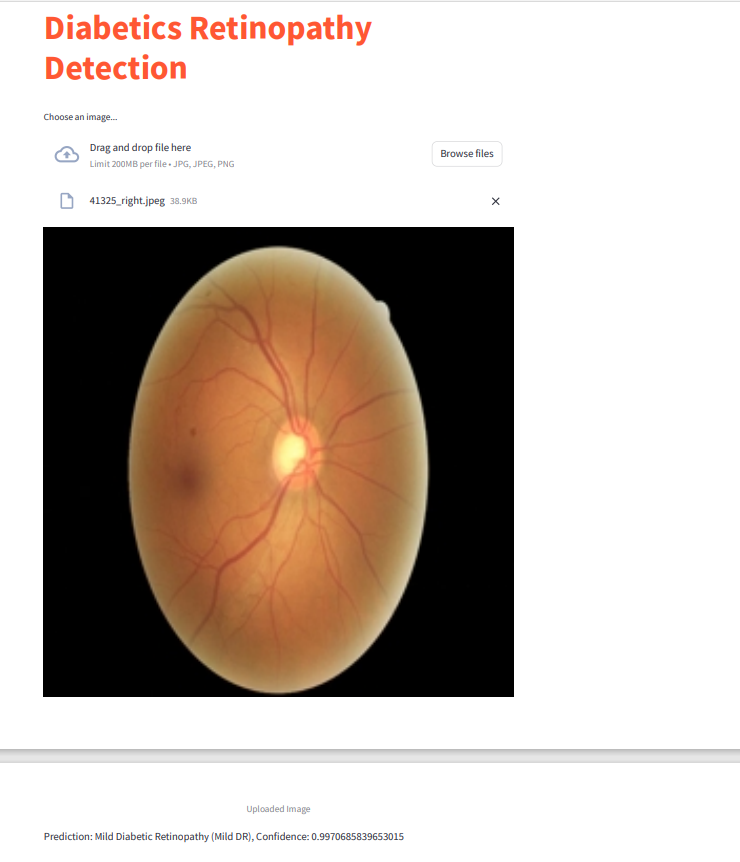 Diabetics Retinopathy
Detection
Choose an image...
Drag and drop file here
Limit 200MB per file • JPG, JPEG, PNG
Browse files
41325_right.jpeg 38.9KB
Uploaded Image
Prediction: Mild Diabetic Retinopathy (Mild DR), Confidence: 0.9970685839653015